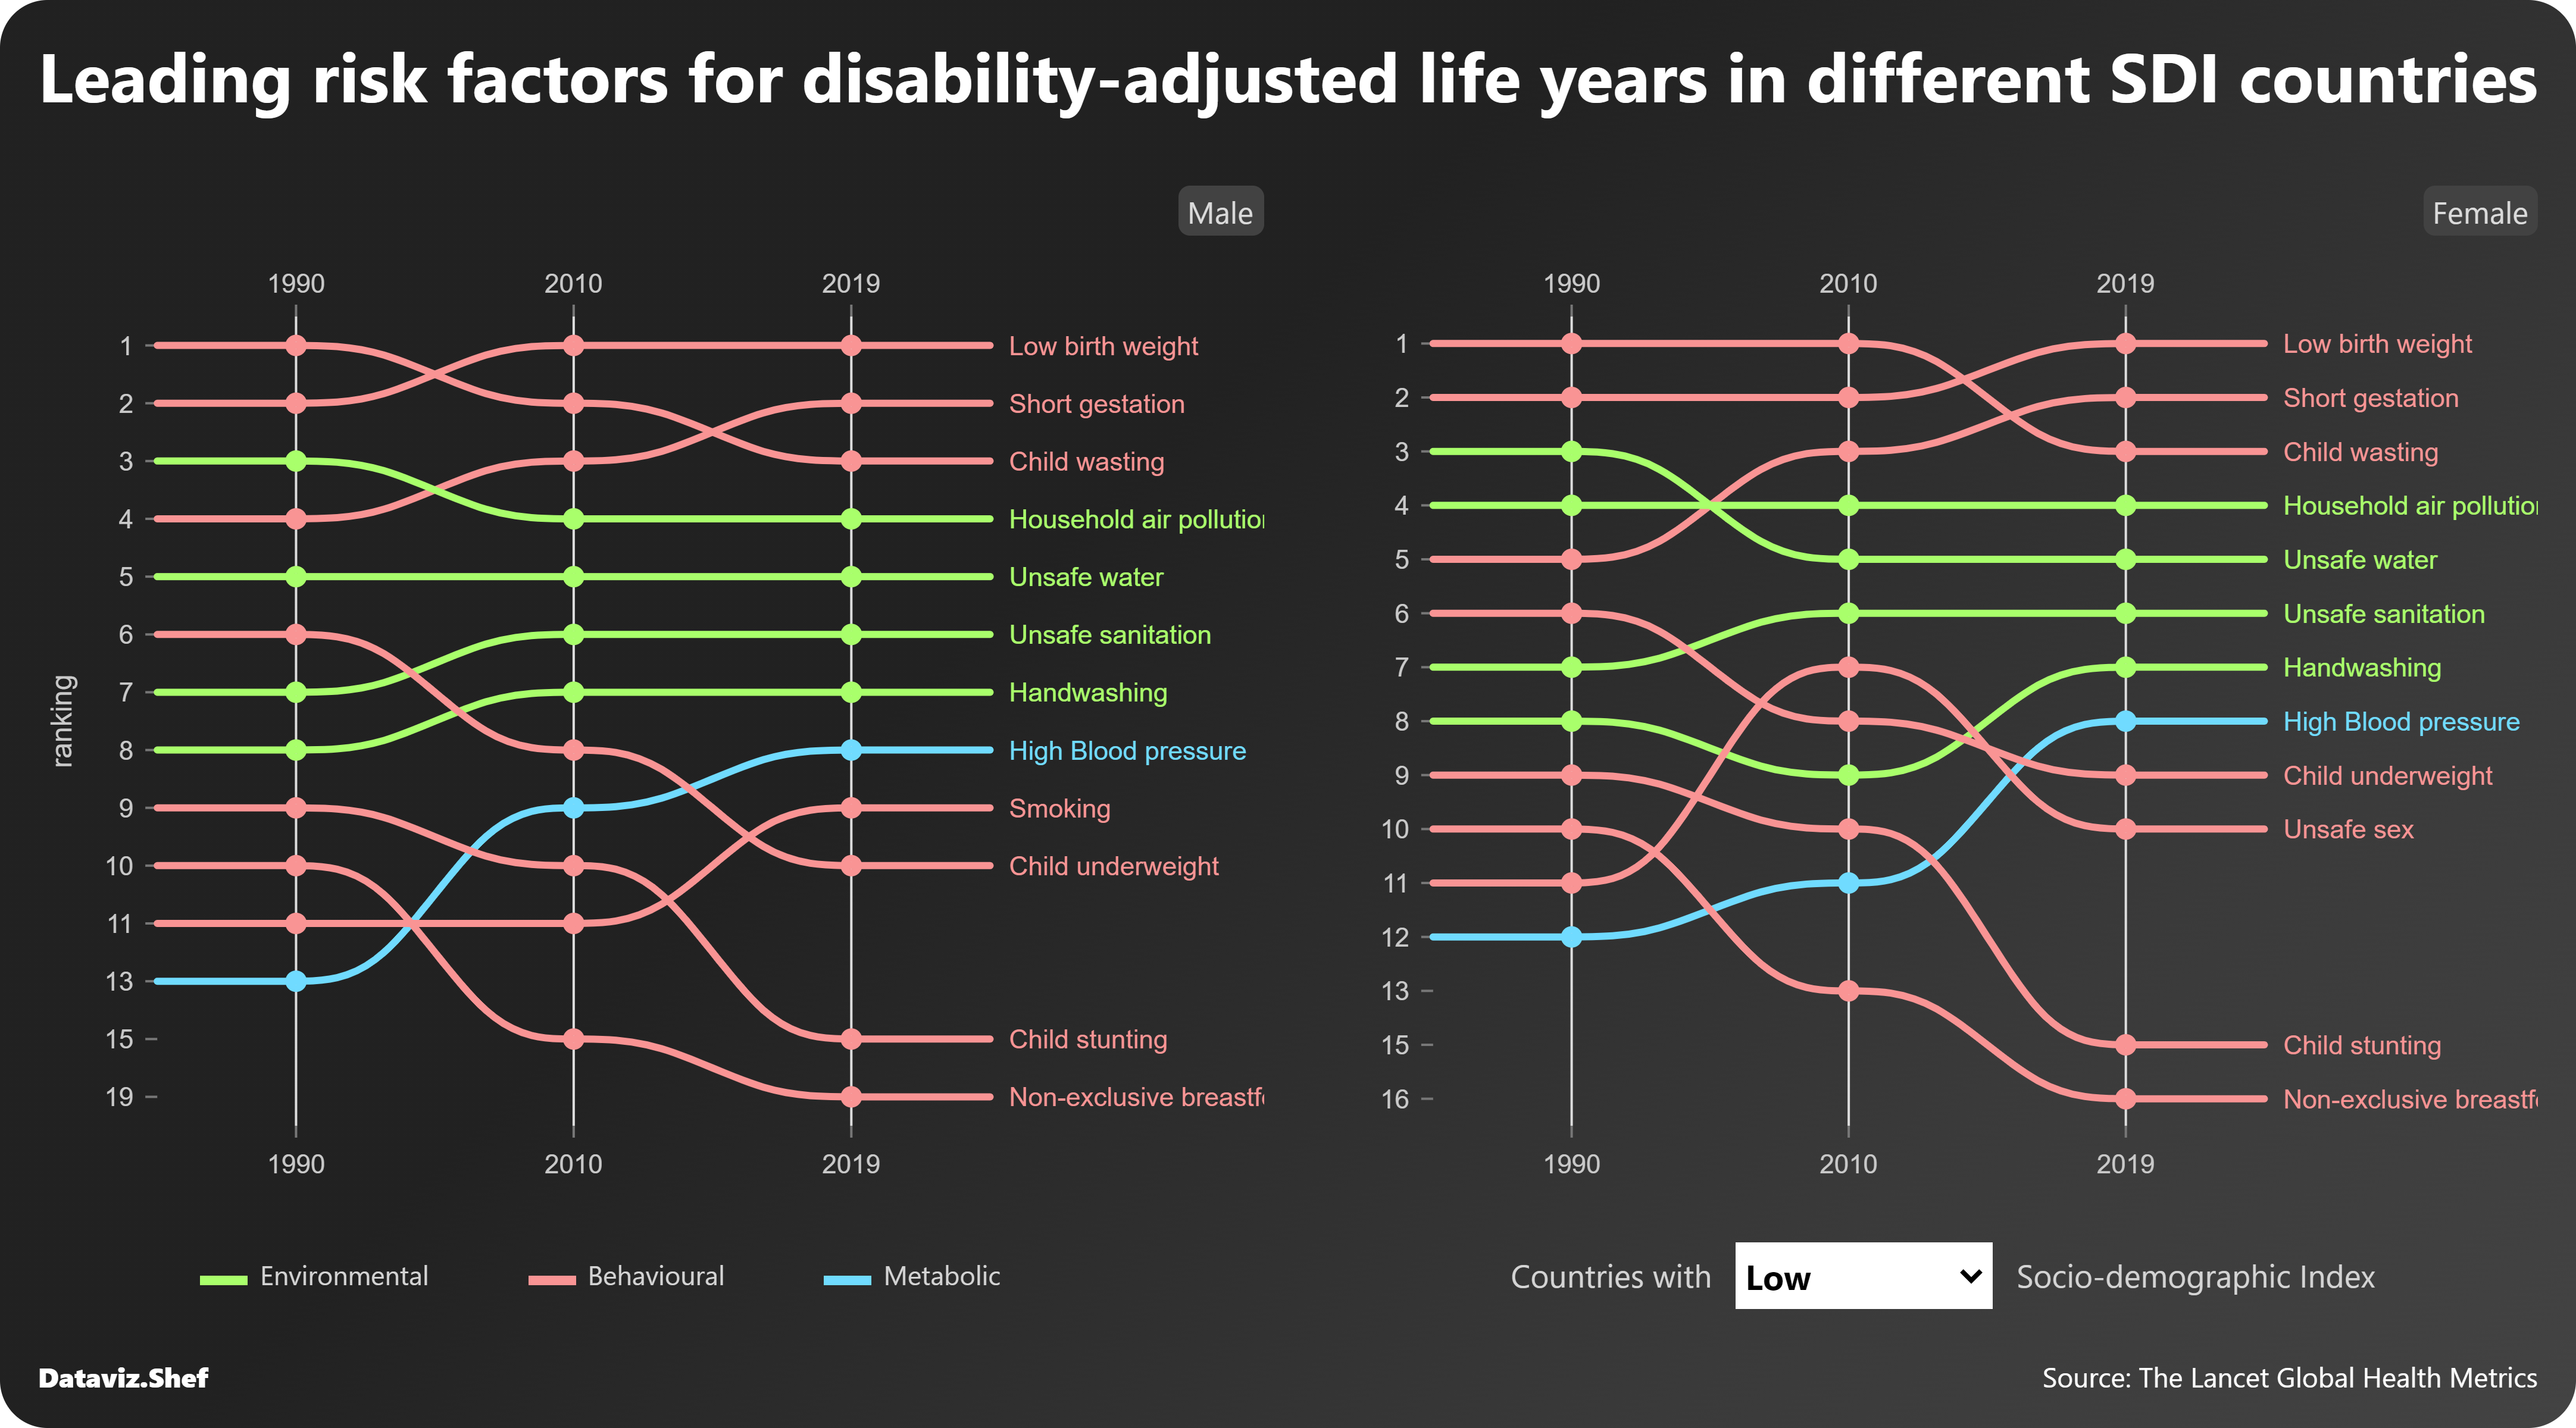 Leading risk factors for disability-adjusted life years in different SDI countries
Male
1990 2010 2019
ranking
1
2
3
4
5
6
7
8
9
10
11
13
15
19
Low birth weight
Short gestation
Child wasting
Household air pollution
Unsafe water
Unsafe sanitation
Handwashing
High Blood pressure
Smoking
Child underweight
Child stunting
Non-exclusive breastfe
1990 2010 2019
Female
1990 2010 2019
1
2
3
4
5
6
7
8
9
10
11
12
13
15
16
Low birth weight
Short gestation
Child wasting
Household air pollution
Unsafe water
Unsafe sanitation
Handwashing
High Blood pressure
Child underweight
Unsafe sex
Child stunting
Non-exclusive breastfe
1990 2010 2019
Environmental Behavioural Metabolic
Countries with Low Socio-demographic Index
Dataviz.Shef
Source: The Lancet Global Health Metrics